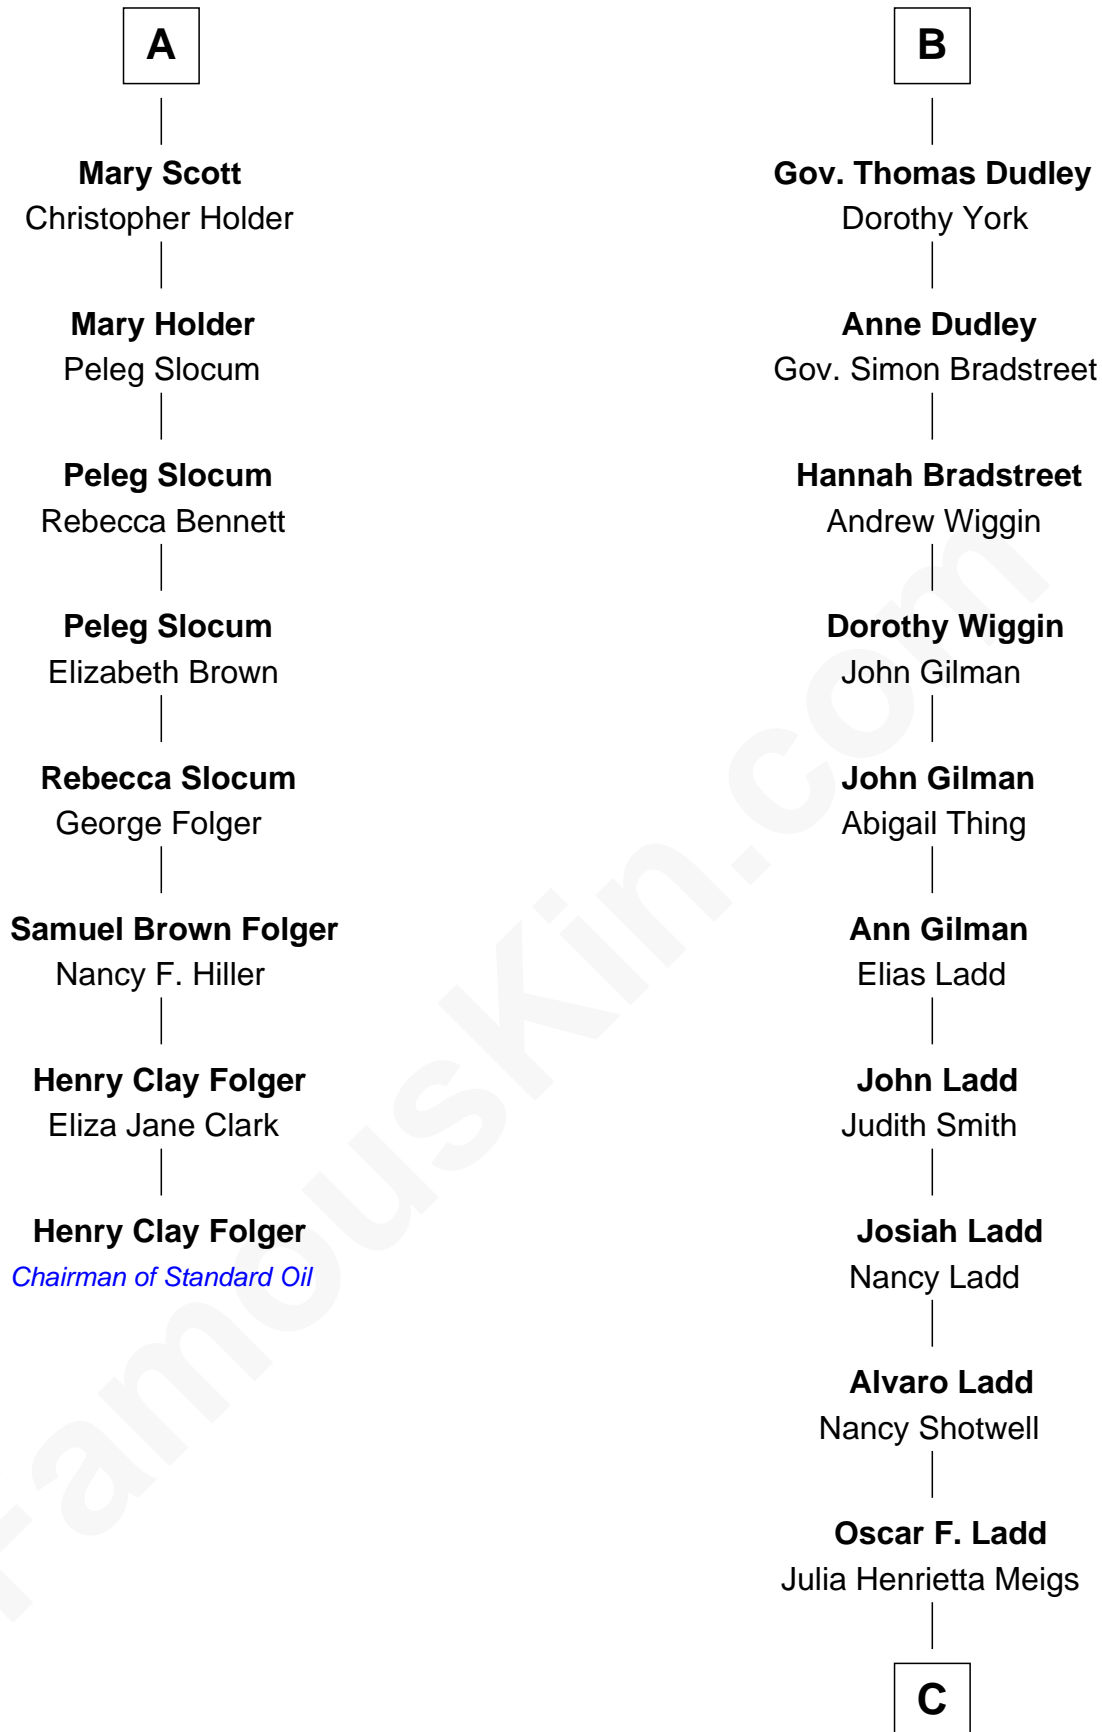 A
Mary Scott
Christopher Holder
Mary Holder
Peleg Slocum
Peleg Slocum
Rebecca Bennett
Peleg Slocum
Elizabeth Brown
Rebecca Slocum
George Folger
Samuel Brown Folger
Nancy F. Hiller
Henry Clay Folger
Eliza Jane Clark
Henry Clay Folger
Chairman of Standard Oil
B
Gov. Thomas Dudley
Dorothy York
Anne Dudley
Gov. Simon Bradstreet
Hannah Bradstreet
Andrew Wiggin
Dorothy Wiggin
John Gilman
John Gilman
Abigail Thing
Ann Gilman
Elias Ladd
John Ladd
Judith Smith
Josiah Ladd
Nancy Ladd
Alvaro Ladd
Nancy Shotwell
Oscar F. Ladd
Julia Henrietta Meigs
C
FamousKin.com